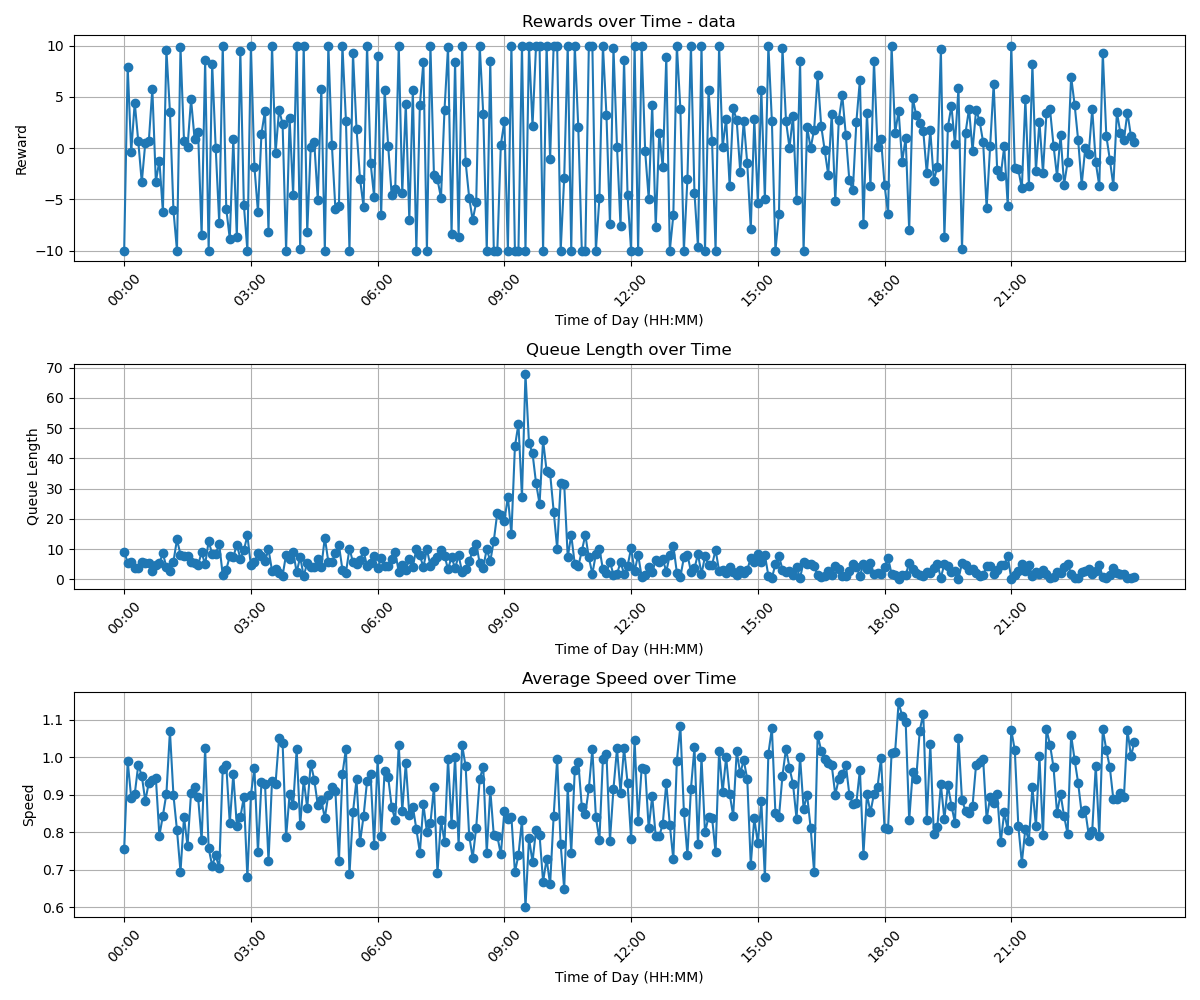 Rewards over Time - data
10
5
0
−5
−10
Reward
00:00 03:00 06:00 09:00 12:00 15:00 18:00 21:00
Time of Day (HH:MM)
Queue Length over Time
70
60
50
40
30
20
10
0
Queue Length
00:00 03:00 06:00 09:00 12:00 15:00 18:00 21:00
Time of Day (HH:MM)
Average Speed over Time
1.1
1.0
0.9
0.8
0.7
0.6
Speed
00:00 03:00 06:00 09:00 12:00 15:00 18:00 21:00
Time of Day (HH:MM)